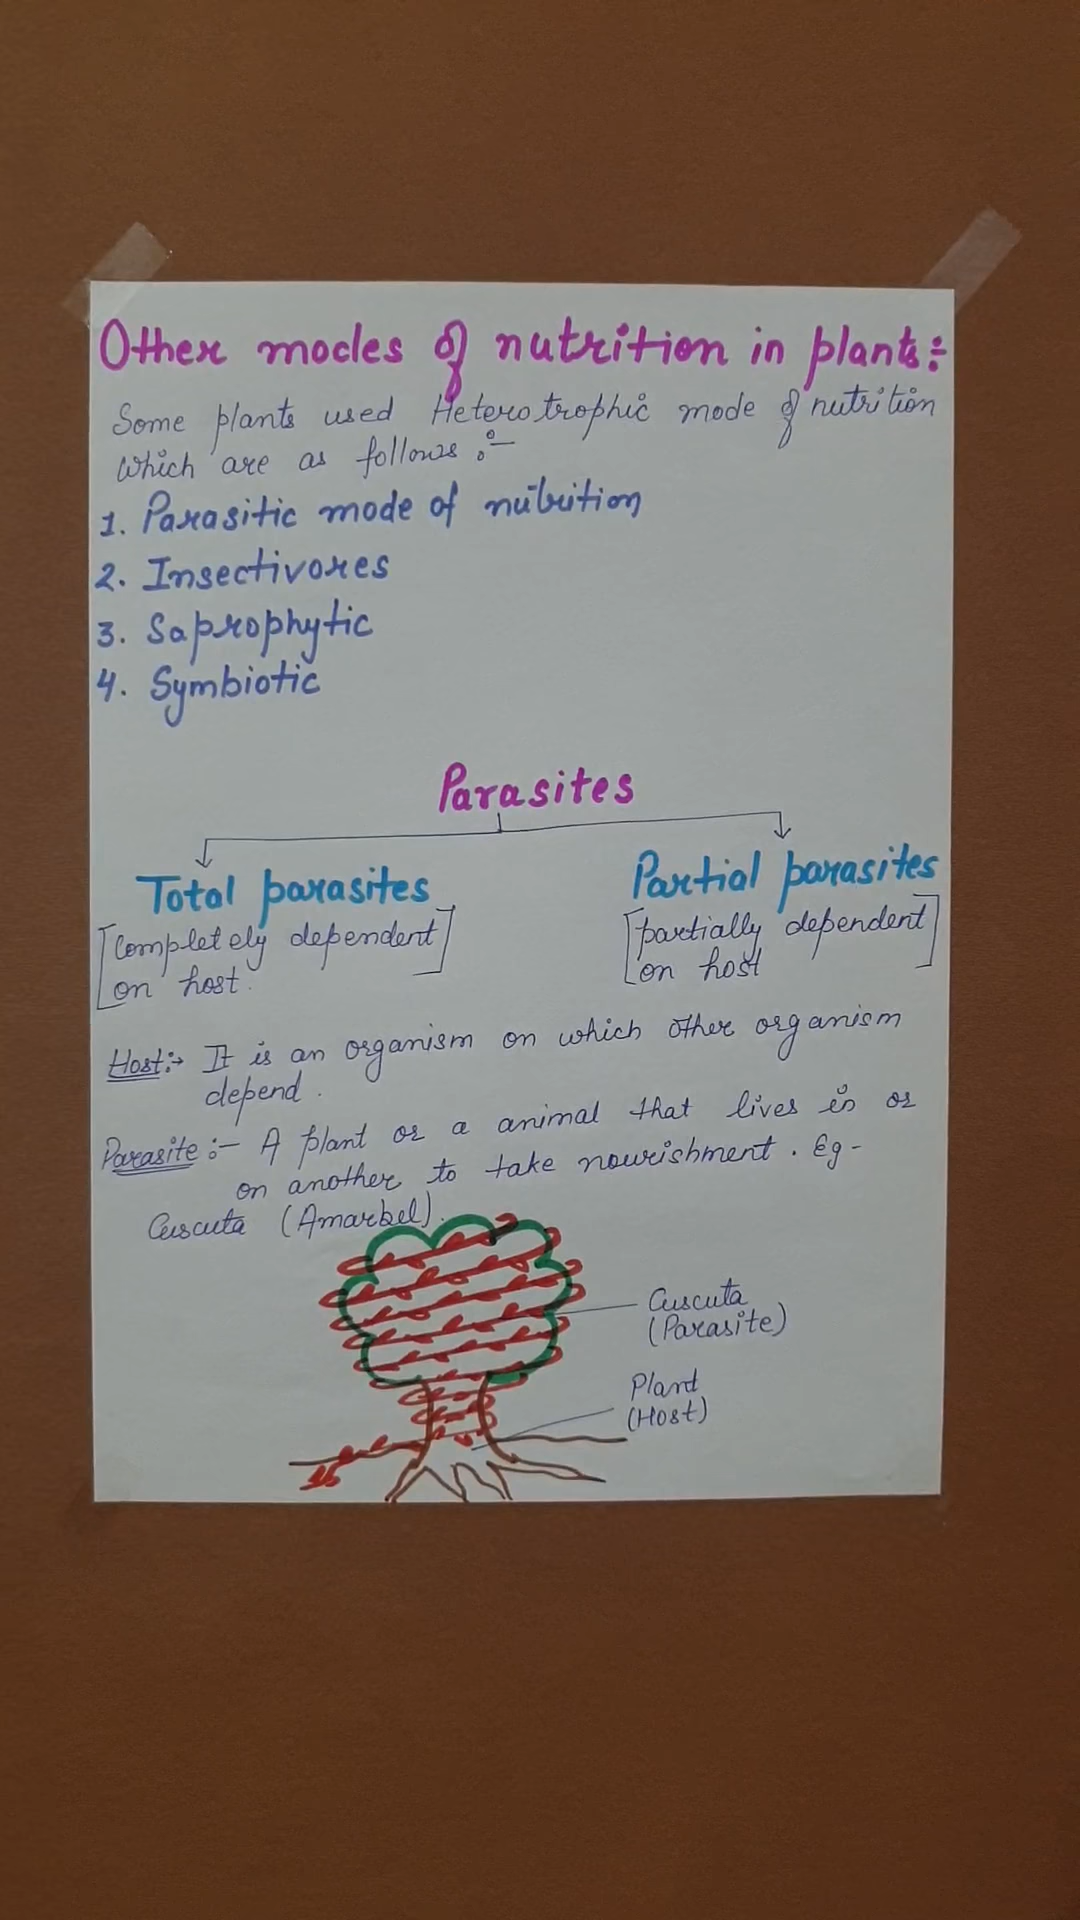 Other modes of nutrition in plants:
Some plants used Heterotrophic mode of nutrition
which are as follows :-
1. Parasitic mode of nutrition
2. Insectivores
3. Saprophytic
4. Symbiotic
Parasites
Total parasites
Partial parasites
[Completely dependent]
on host.
[partially dependent]
on host
Host:→ It is an organism on which other organism
depend.
Parasite :- A plant or a animal that lives in or
on another to take nourishment. Eg-
Cuscuta (Amarbel).
Cuscuta
(Parasite)
Plant
(Host)